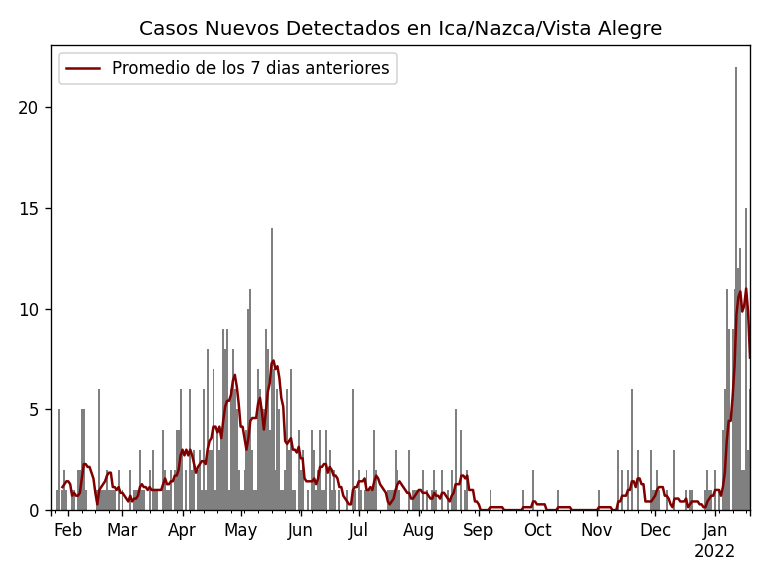 Casos Nuevos Detectados en Ica/Nazca/Vista Alegre
Promedio de los 7 dias anteriores
20
15
10
5
0
Feb Mar Apr May Jun Jul Aug Sep Oct Nov Dec Jan
2022